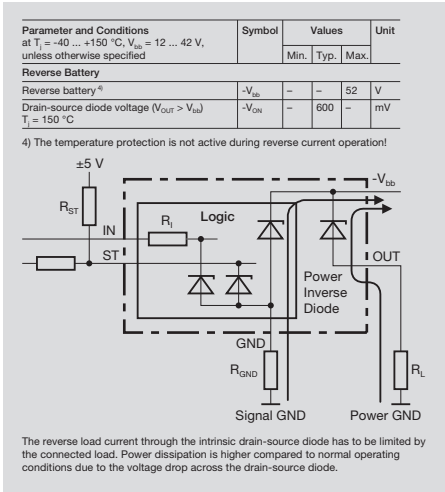 Parameter and Conditions Symbol Values Unit
at Tj = -40 ... +150 °C, Vbb = 12 ... 42 V,
unless otherwise specified Min. Typ. Max.
Reverse Battery
Reverse battery 4) -Vbb – – 52 V
Drain-source diode voltage (VOUT > Vbb) -VON – 600 – mV
Tj = 150 °C
4) The temperature protection is not active during reverse current operation!
±5 V
-Vbb
RST
Logic
RI
IN
ST
OUT
Power
Inverse
Diode
GND
RGND
RL
Signal GND Power GND
The reverse load current through the intrinsic drain-source diode has to be limited by
the connected load. Power dissipation is higher compared to normal operating
conditions due to the voltage drop across the drain-source diode.